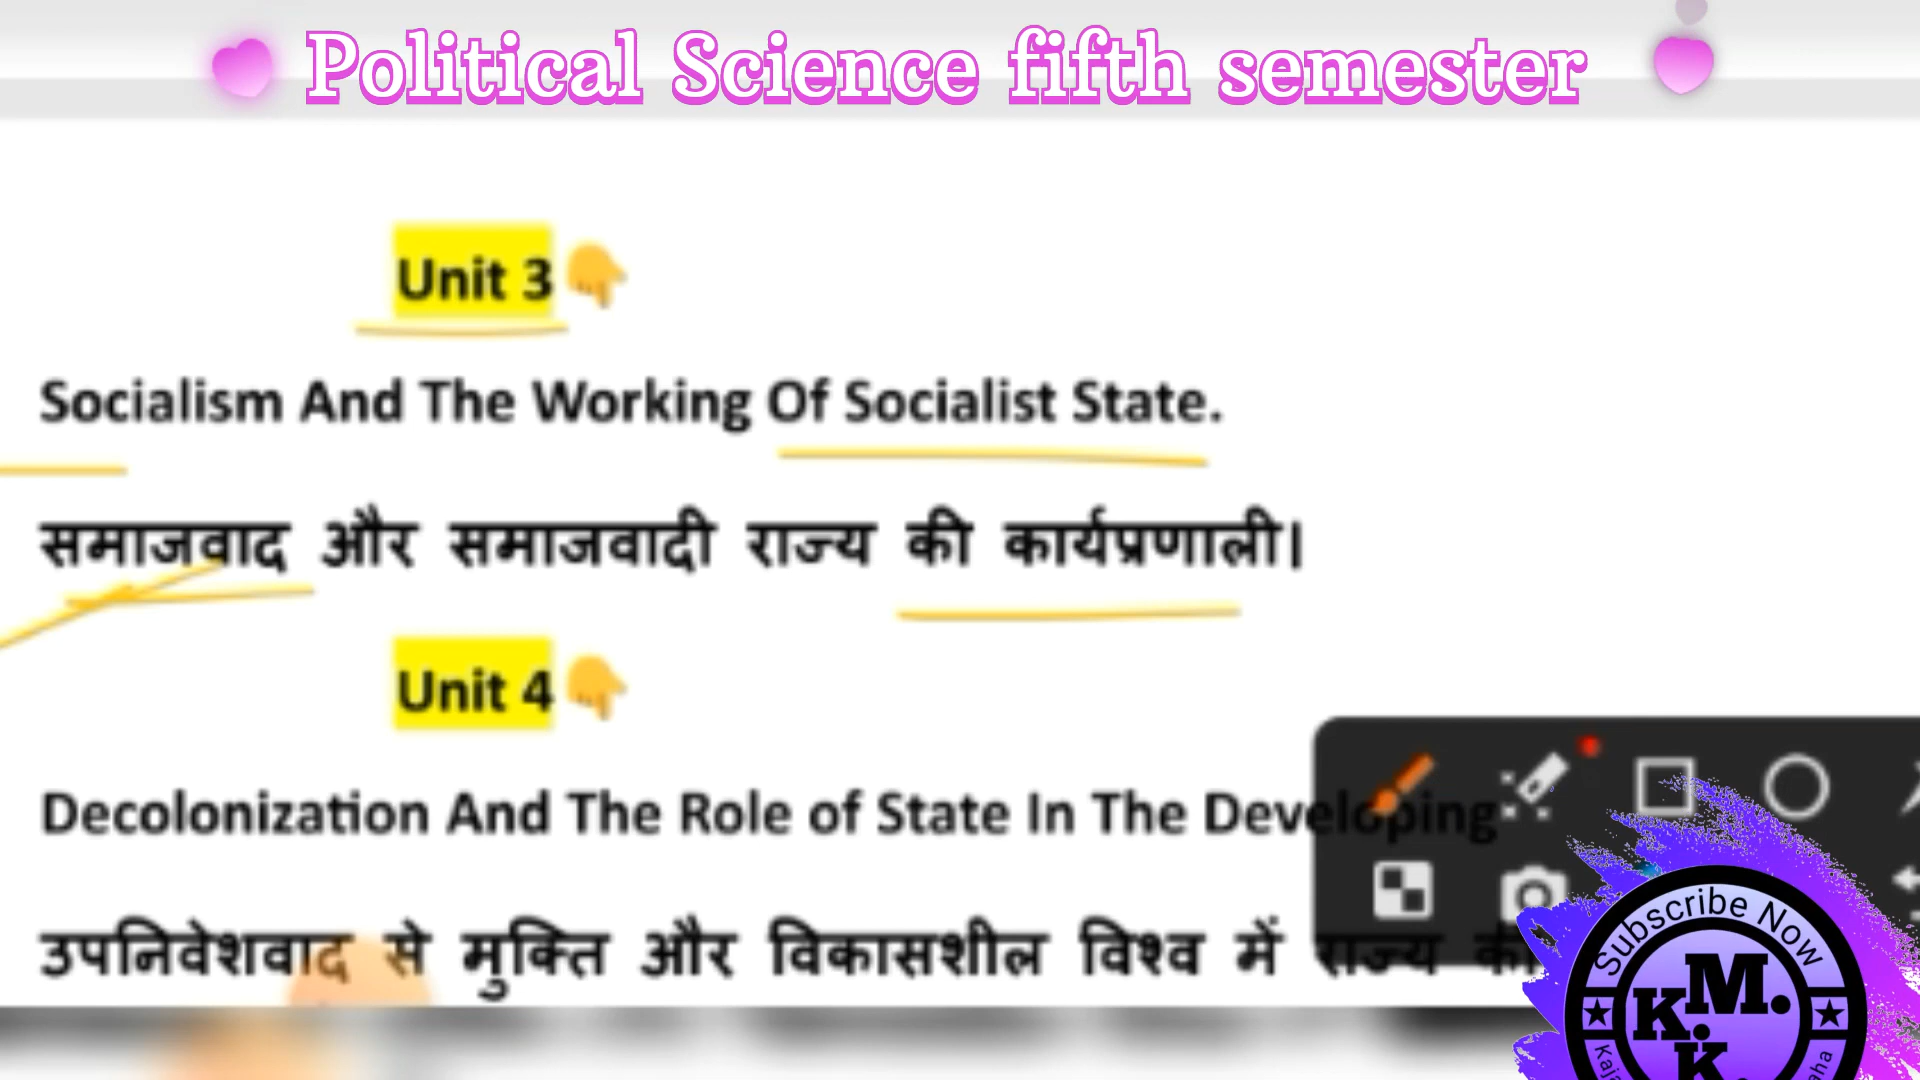 Political Science fifth semester
Unit 3
Socialism And The Working Of Socialist State.
समाजवाद और समाजवादी राज्य की कार्यप्रणाली।
Unit 4
Decolonization And The Role of State In The Developing
उपनिवेशवाद से मुक्ति और विकासशील विश्व में राज्य की
Subscribe Now
K. M. K.